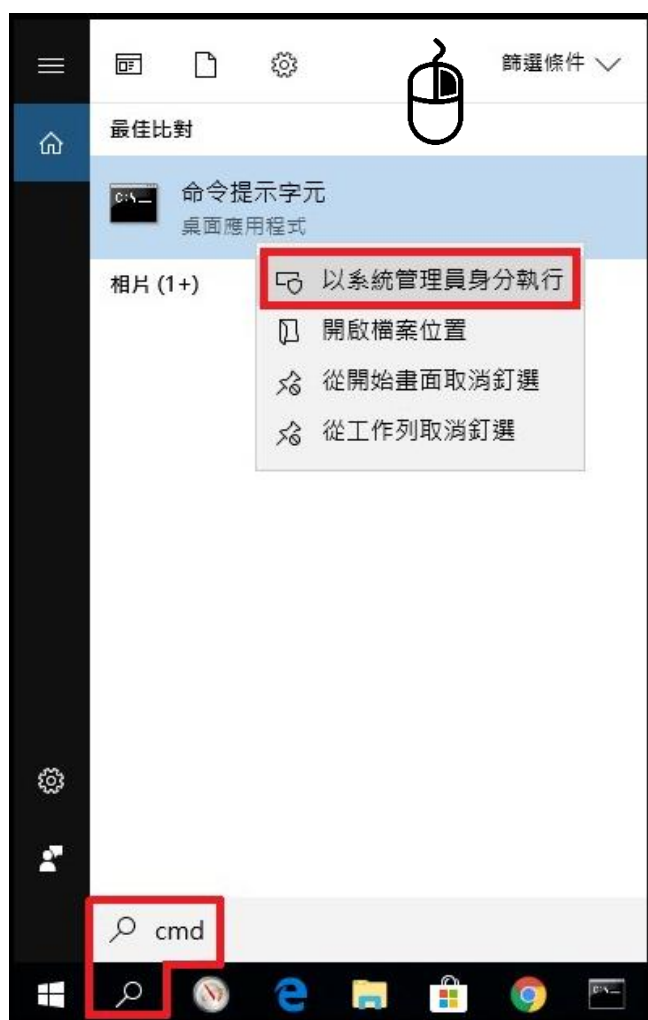 篩選條件
最佳比對
命令提示字元
桌面應用程式
相片 (1+)
以系統管理員身分執行
開啟檔案位置
從開始畫面取消釘選
從工作列取消釘選
cmd